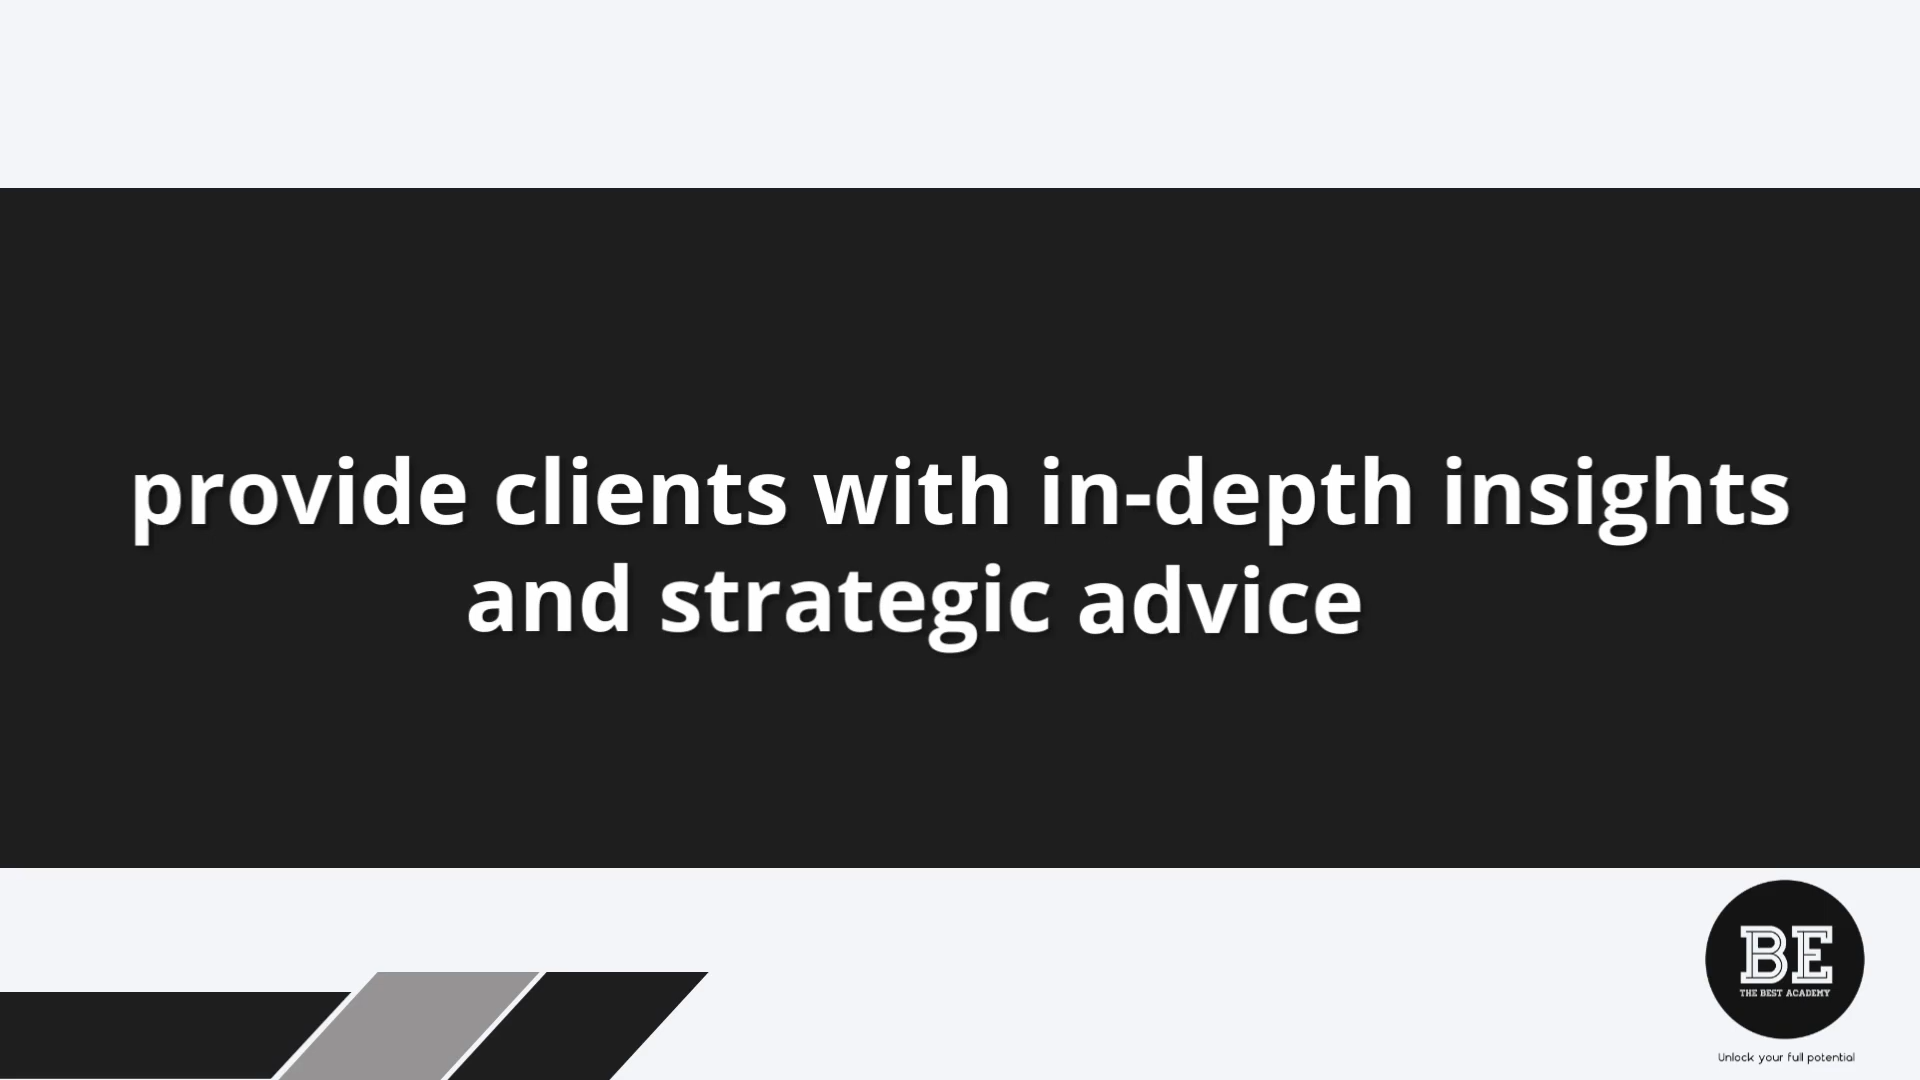 provide clients with in-depth insights
and strategic advice
BE
THE BEST ACADEMY
Unlock your full potential